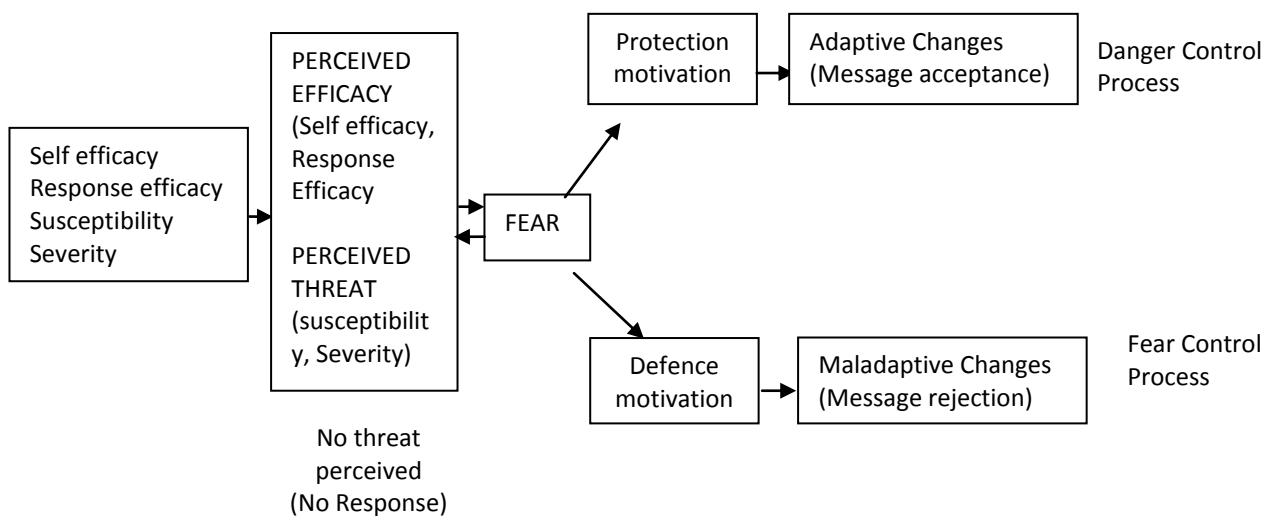 Self efficacy
Response efficacy
Susceptibility
Severity
PERCEIVED
EFFICACY
(Self efficacy,
Response
Efficacy
PERCEIVED
THREAT
(susceptibilit
y, Severity)
No threat
perceived
(No Response)
FEAR
Protection
motivation
Adaptive Changes
(Message acceptance)
Danger Control
Process
Defence
motivation
Maladaptive Changes
(Message rejection)
Fear Control
Process